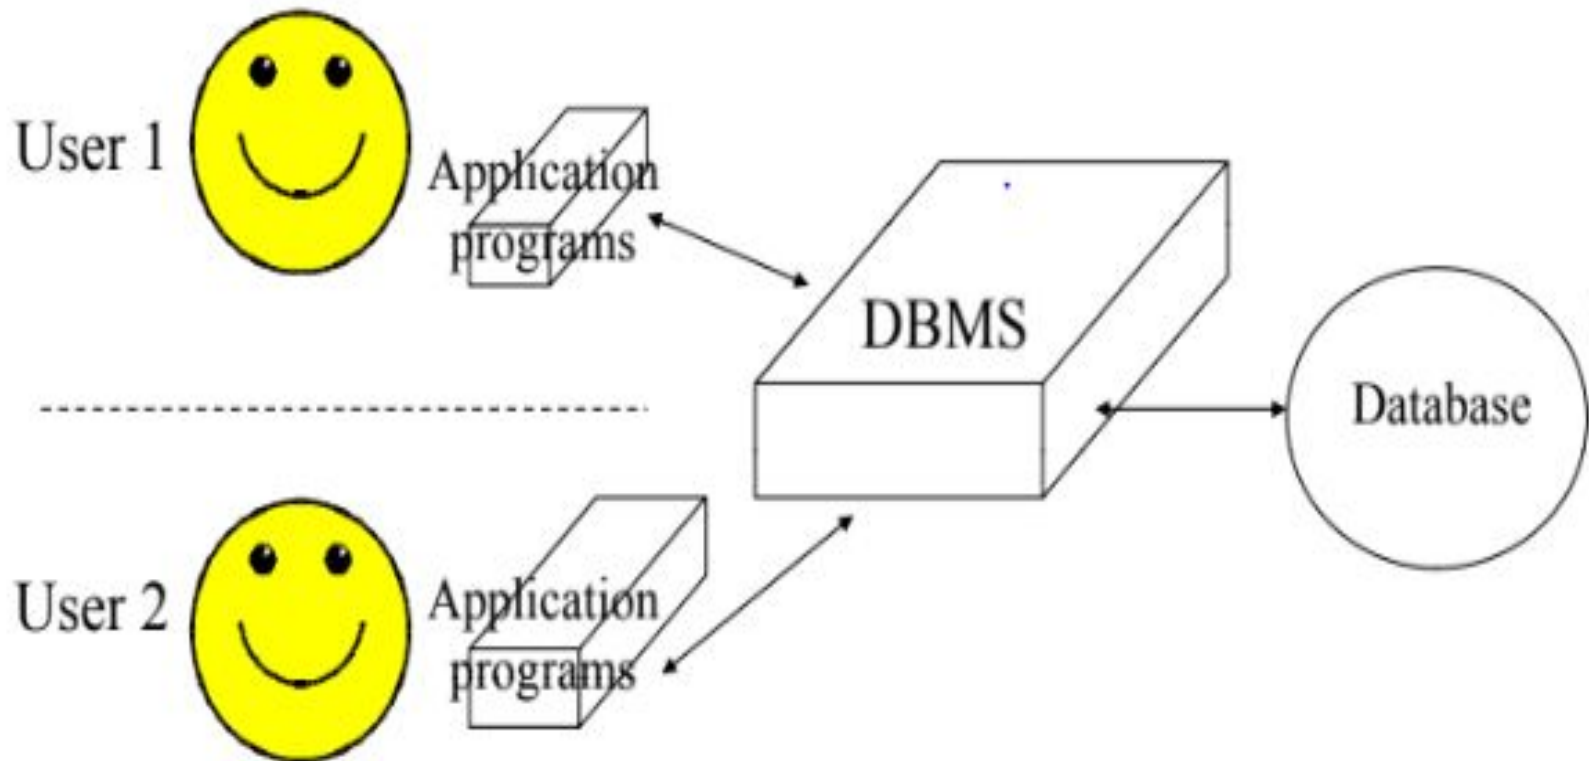 User 1
Application
programs
DBMS
Database
User 2
Application
programs